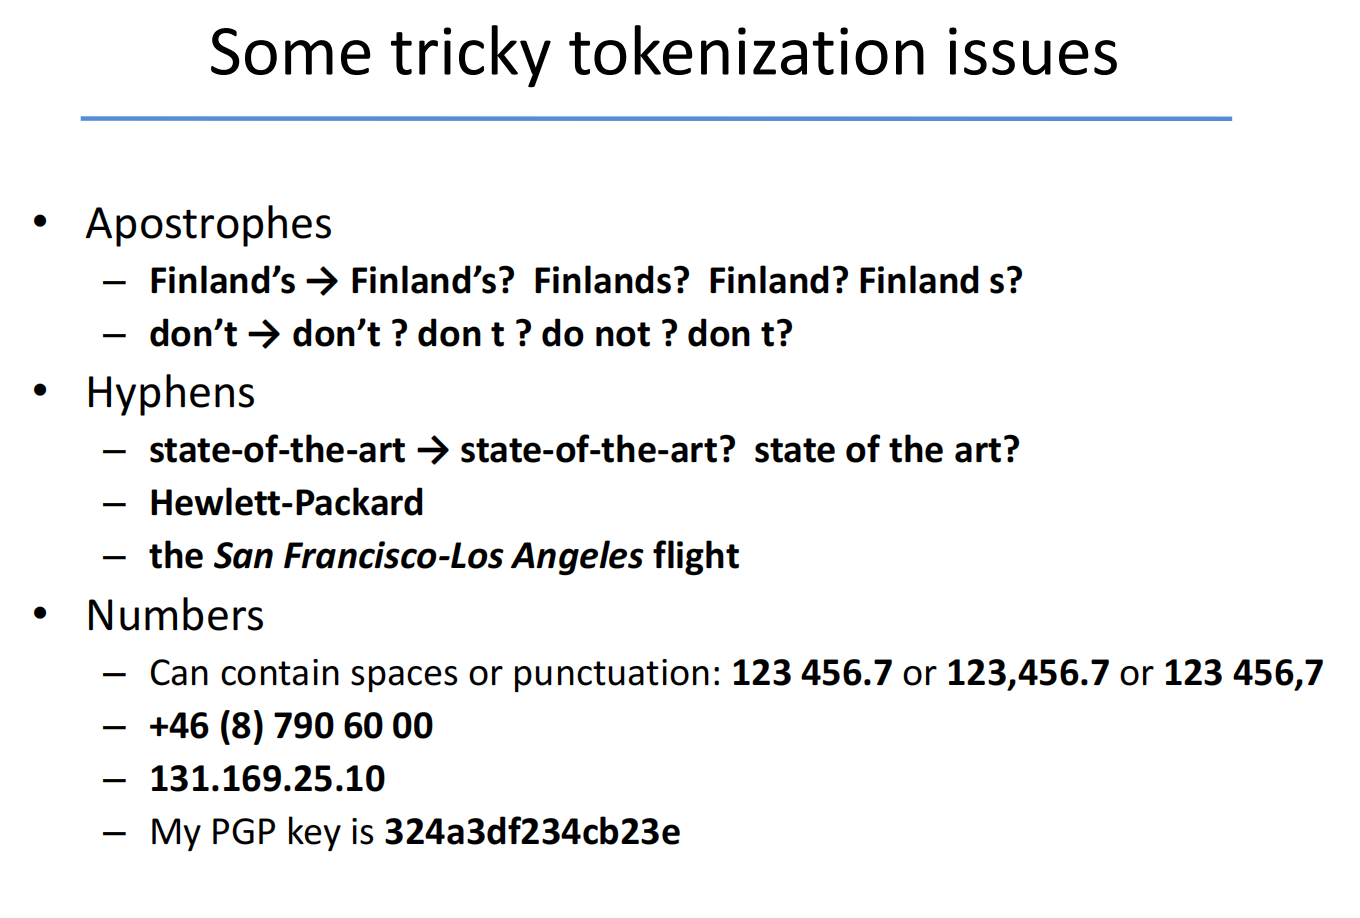 Some tricky tokenization issues
• Apostrophes
– Finland’s → Finland’s? Finlands? Finland? Finland s?
– don’t → don’t ? don t ? do not ? don t?
• Hyphens
– state-of-the-art → state-of-the-art? state of the art?
– Hewlett-Packard
– the San Francisco-Los Angeles flight
• Numbers
– Can contain spaces or punctuation: 123 456.7 or 123,456.7 or 123 456,7
– +46 (8) 790 60 00
– 131.169.25.10
– My PGP key is 324a3df234cb23e